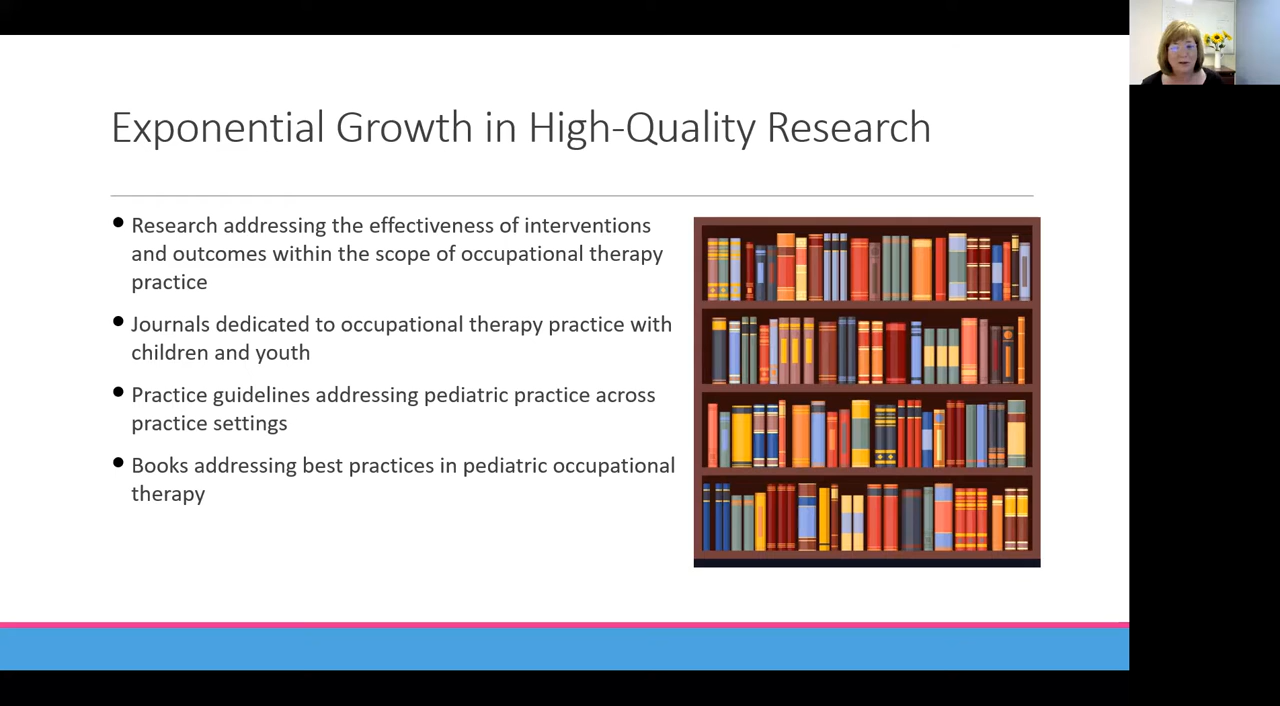 Exponential Growth in High-Quality Research
Research addressing the effectiveness of interventions
and outcomes within the scope of occupational therapy
practice
Journals dedicated to occupational therapy practice with
children and youth
Practice guidelines addressing pediatric practice across
practice settings
Books addressing best practices in pediatric occupational
therapy